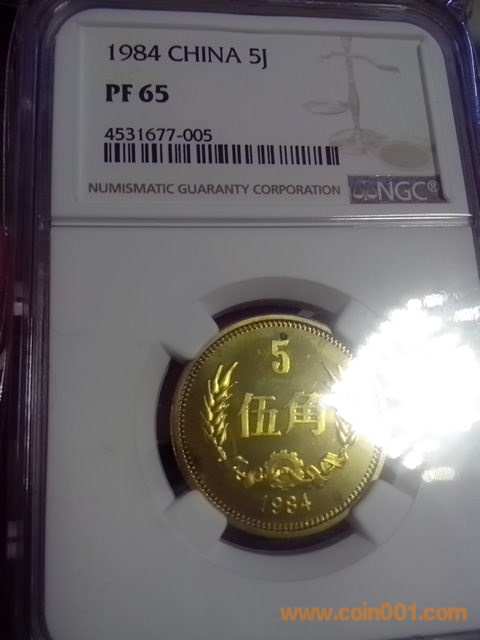 1984 CHINA 5J
PF 65
4531677-005
NUMISMATIC GUARANTY CORPORATION
NGC®
5
伍角
1984
www.coin001.com